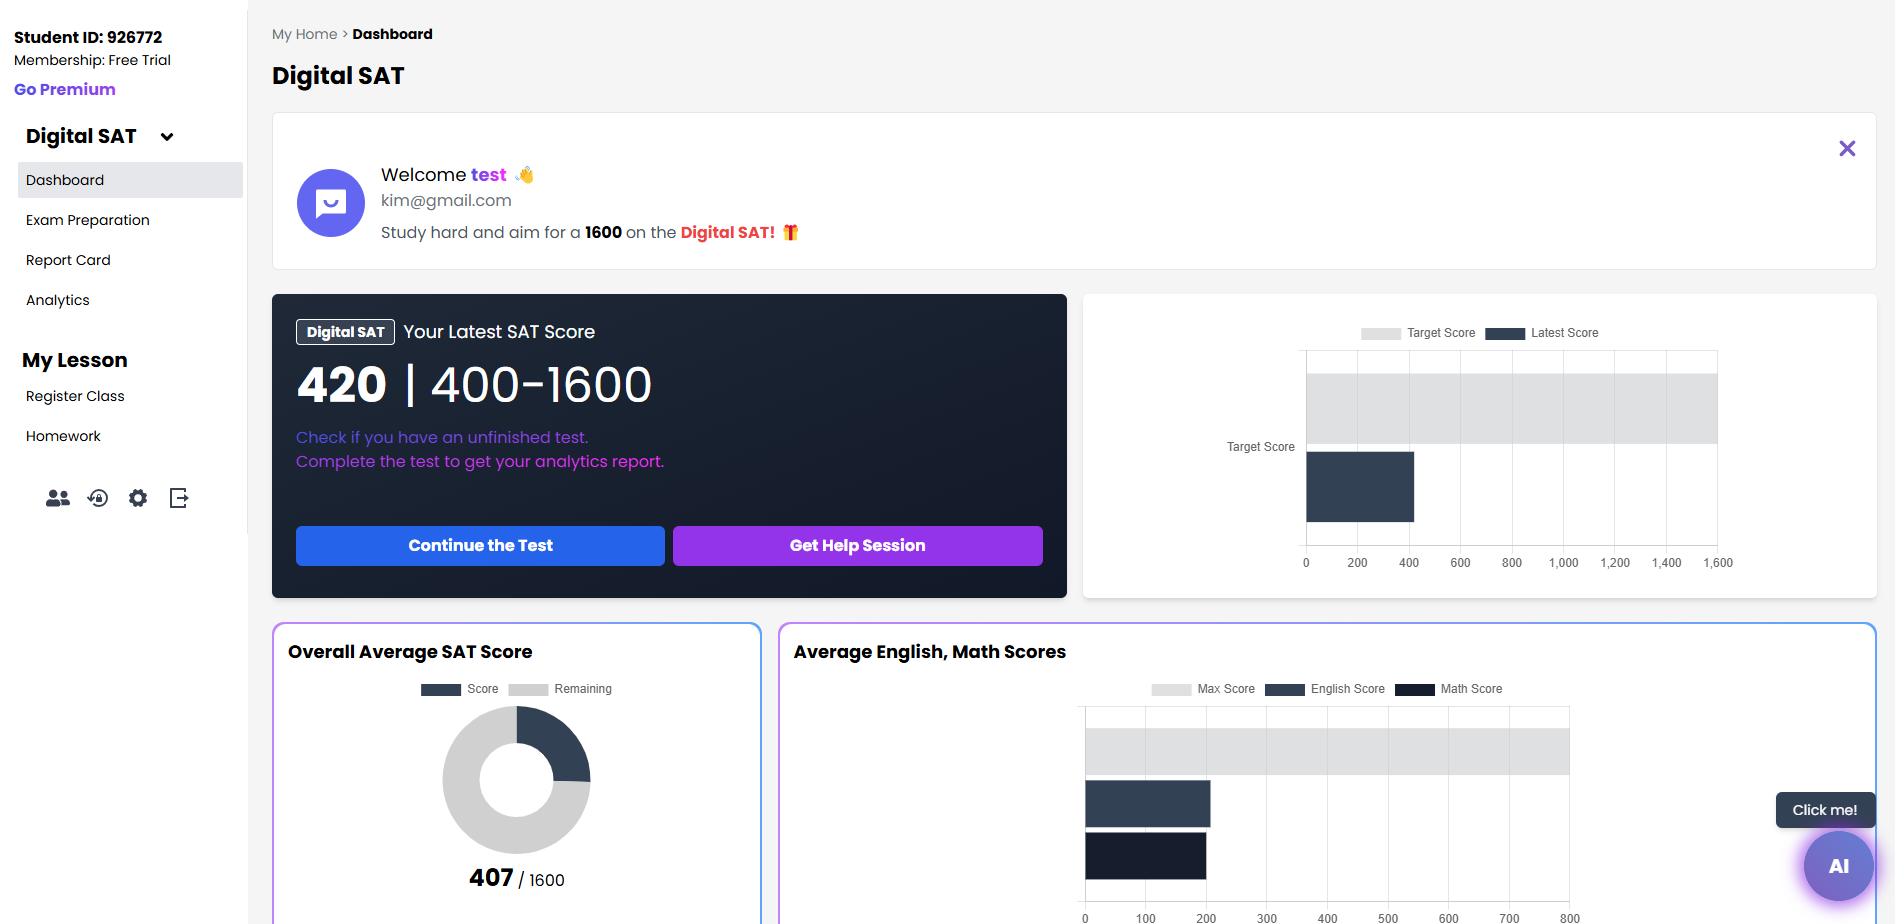 Student ID: 926772
Membership: Free Trial
Go Premium
Digital SAT
Dashboard
Exam Preparation
Report Card
Analytics
My Lesson
Register Class
Homework
My Home > Dashboard
Digital SAT
Welcome test 👋
kim@gmail.com
Study hard and aim for a 1600 on the Digital SAT! 🎁
Digital SAT Your Latest SAT Score
420 | 400-1600
Check if you have an unfinished test.
Complete the test to get your analytics report.
Continue the Test
Get Help Session
Target Score Latest Score
Target Score
0 200 400 600 800 1,000 1,200 1,400 1,600
Overall Average SAT Score
Score Remaining
407 / 1600
Average English, Math Scores
Max Score English Score Math Score
0 100 200 300 400 500 600 700 800
Click me!
AI